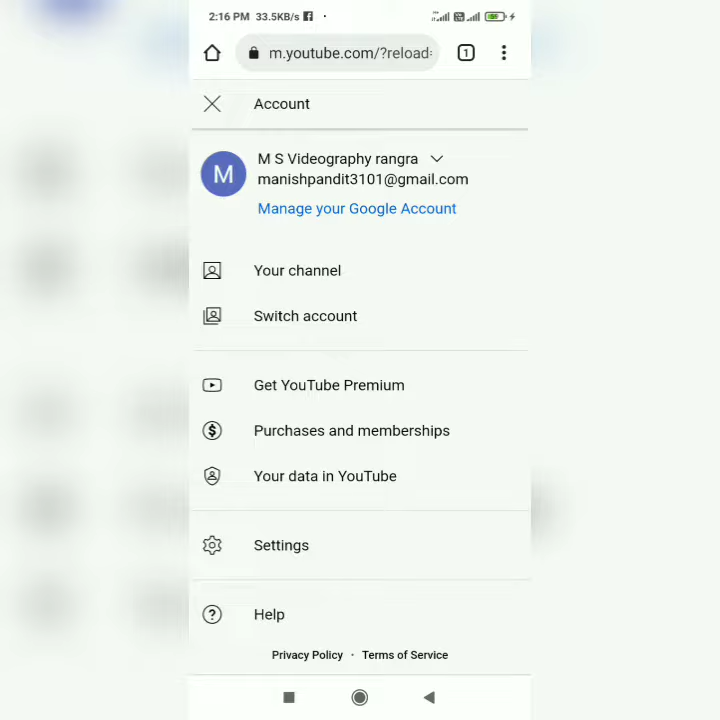 2:16 PM 33.5KB/s
m.youtube.com/?reload=
1
Account
M S Videography rangra
M
manishpandit3101@gmail.com
Manage your Google Account
Your channel
Switch account
Get YouTube Premium
Purchases and memberships
Your data in YouTube
Settings
Help
Privacy Policy · Terms of Service